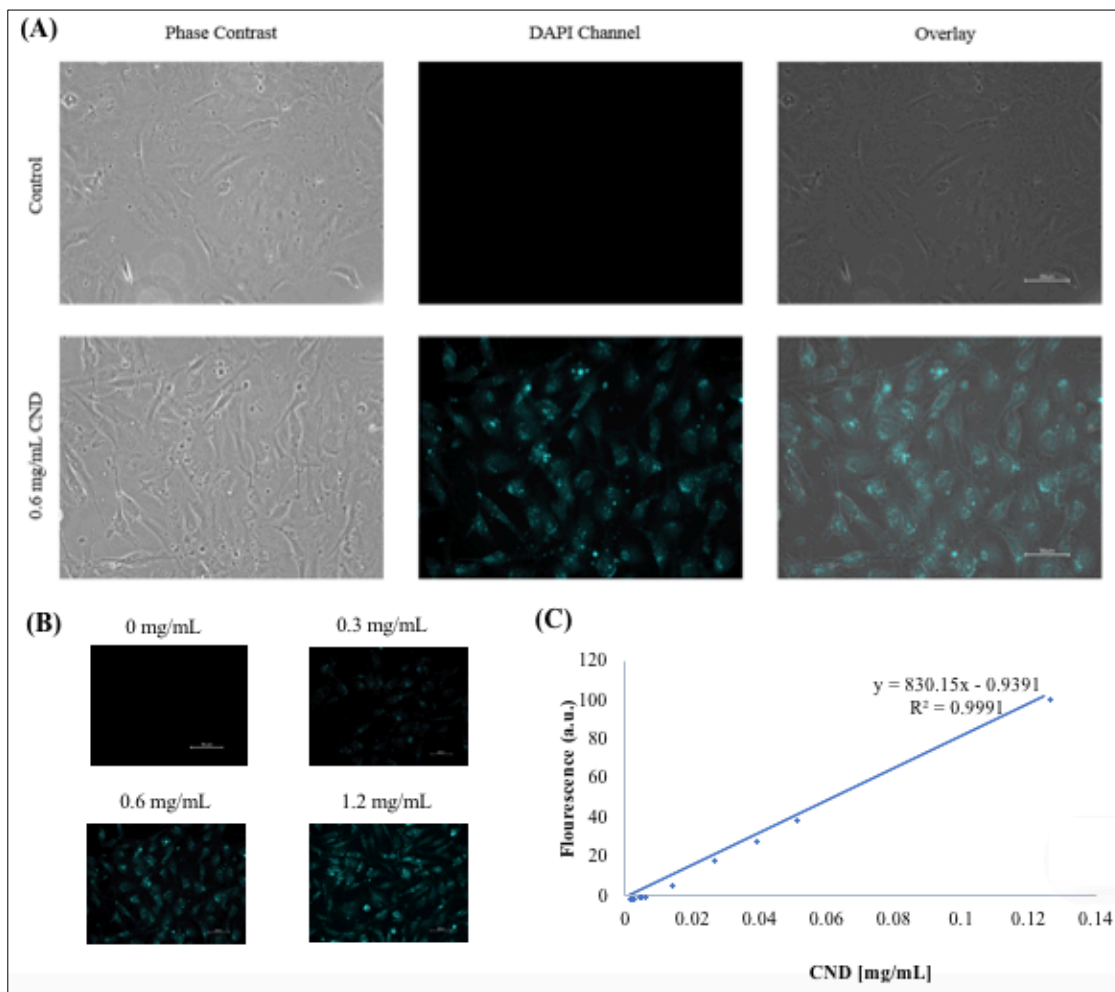 (A)
Phase Contrast
DAPI Channel
Overlay
Control
0.6 mg/mL CND
(B)
0 mg/mL
0.3 mg/mL
0.6 mg/mL
1.2 mg/mL
(C)
120
100
80
60
40
20
0
y = 830.15x - 0.9391
R² = 0.9991
Flourescence (a.u.)
0
0.02
0.04
0.06
0.08
0.1
0.12
0.14
CND [mg/mL]